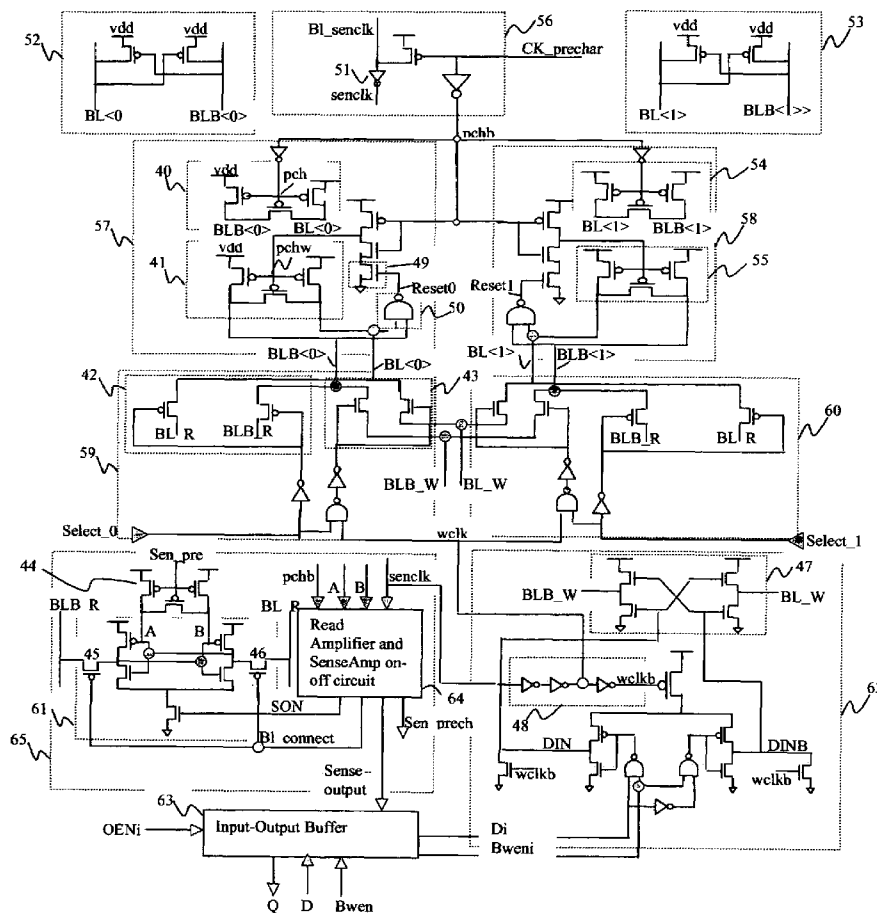 52
vdd
vdd
BL<0
BLB<0>
Bl_senclk
56
CK_prechar
51
senclk
vdd
vdd
53
BL<1>
BLB<1>>
pchb
40
vdd
pch
BLB<0>
BL<0>
54
BL<1>
BLB<1>
57
58
41
vdd
pchw
49
Reset0
50
Reset1
55
BLB<0>
BL<0>
BL<1>
BLB<1>
42
43
BL_R
BLB_R
BLB_R
BL_R
60
59
BLB_W
BL_W
Select_0
wclk
Select_1
44
Sen_pre
pchb
A
B
senclk
47
BLB_R
BL_R
BLB_W
BL_W
A
B
45
46
Read
Amplifier and
SenseAmp on-
off circuit
64
wclkb
48
61
SON
Sen_prech
65
Bl_connect
DIN
DINB
wclkb
wclkb
Sense-
output
63
OENi
Input-Output Buffer
Di
Bweni
Q
D
Bwen